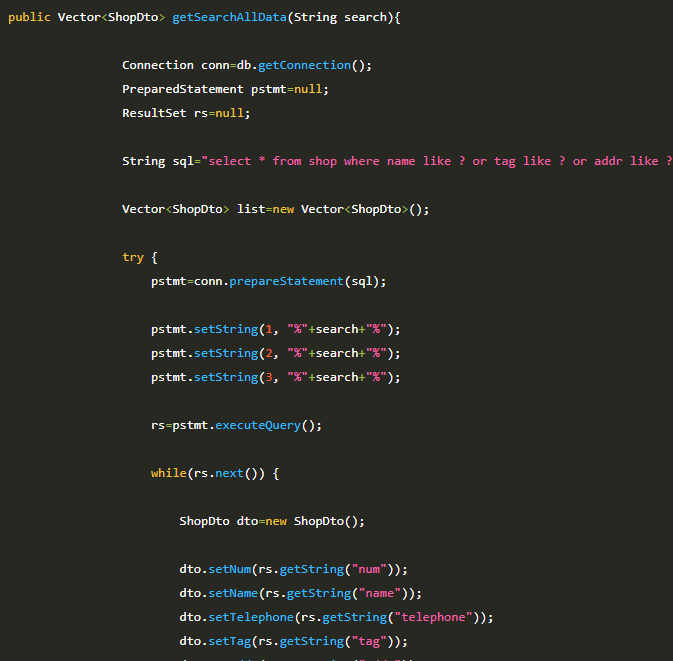 public Vector<ShopDto> getSearchAllData(String search){
Connection conn=db.getConnection();
PreparedStatement pstmt=null;
ResultSet rs=null;
String sql="select * from shop where name like ? or tag like ? or addr like ?
Vector<ShopDto> list=new Vector<ShopDto>();
try {
pstmt=conn.prepareStatement(sql);
pstmt.setString(1, "%"+search+"%");
pstmt.setString(2, "%"+search+"%");
pstmt.setString(3, "%"+search+"%");
rs=pstmt.executeQuery();
while(rs.next()) {
ShopDto dto=new ShopDto();
dto.setNum(rs.getString("num"));
dto.setName(rs.getString("name"));
dto.setTelephone(rs.getString("telephone"));
dto.setTag(rs.getString("tag"));